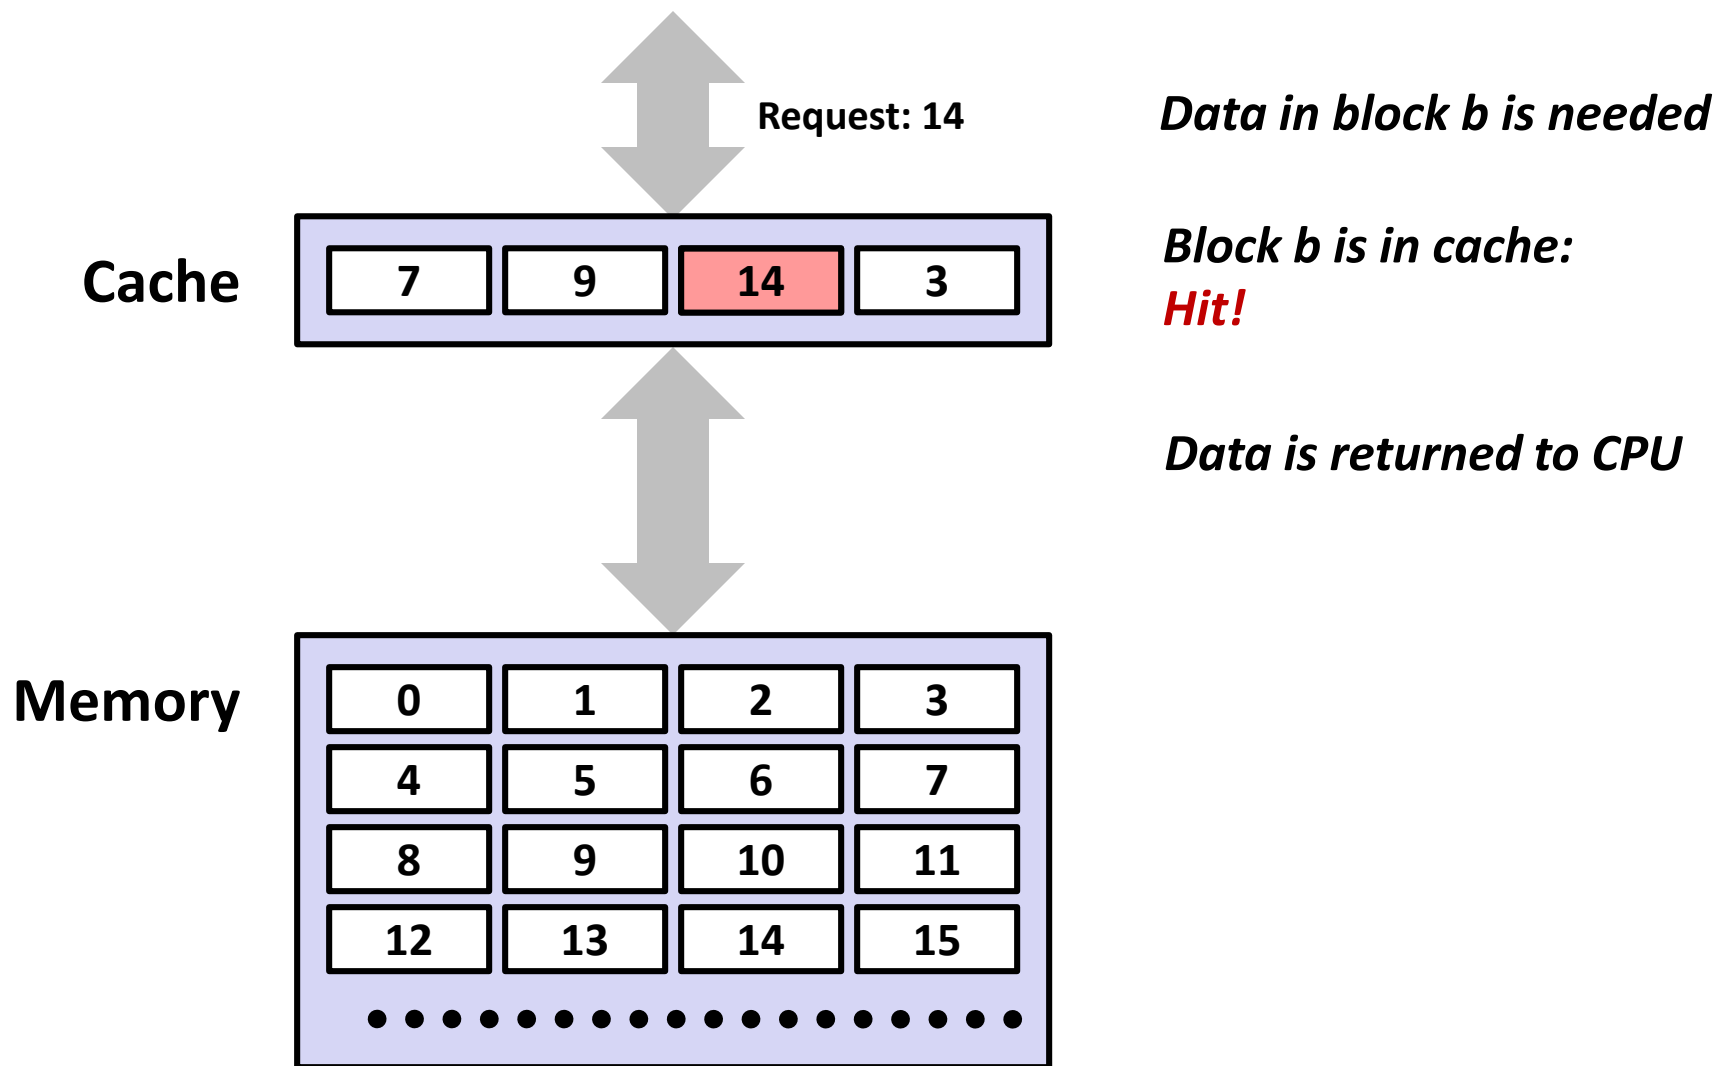 Request: 14
Data in block b is needed
Cache
7 9 14 3
Block b is in cache:
Hit!
Data is returned to CPU
Memory
0 1 2 3
4 5 6 7
8 9 10 11
12 13 14 15